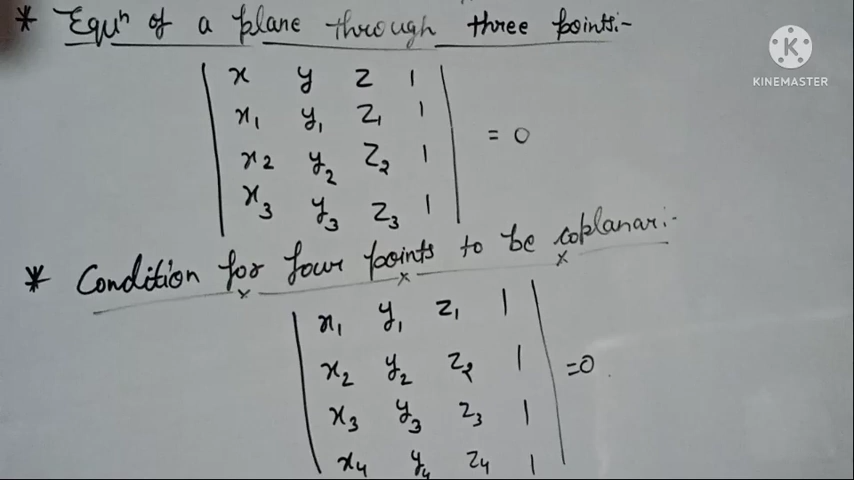 * Equⁿ of a plane through three points:-
K
KINEMASTER
| x y z 1 |
| x₁ y₁ z₁ 1 |
| x₂ y₂ z₂ 1 | = 0
| x₃ y₃ z₃ 1 |
* Condition for four points to be coplanar:-
| x₁ y₁ z₁ 1 |
| x₂ y₂ z₂ 1 | =0
| x₃ y₃ z₃ 1 |
| x₄ y₄ z₄ 1 |